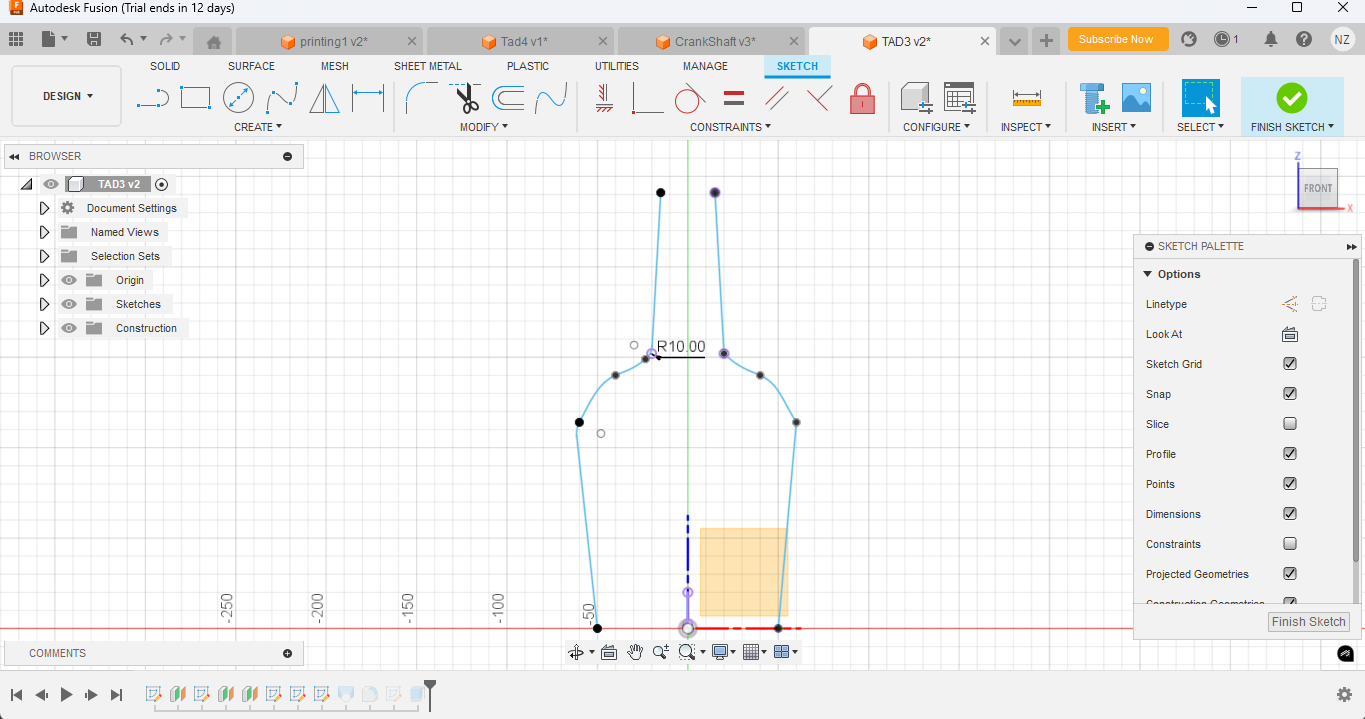 Autodesk Fusion (Trial ends in 12 days)
printing1 v2*
Tad4 v1*
CrankShaft v3*
TAD3 v2*
Subscribe Now
1
NZ
SOLID SURFACE MESH SHEET METAL PLASTIC UTILITIES MANAGE SKETCH
DESIGN
CREATE MODIFY CONSTRAINTS CONFIGURE INSPECT INSERT SELECT FINISH SKETCH
BROWSER
TAD3 v2
Document Settings
Named Views
Selection Sets
Origin
Sketches
Construction
Z
FRONT
X
R10.00
-250
-200
-150
-100
-50
SKETCH PALETTE
Options
Linetype
Look At
Sketch Grid
Snap
Slice
Profile
Points
Dimensions
Constraints
Projected Geometries
Construction Geometries
Finish Sketch
COMMENTS